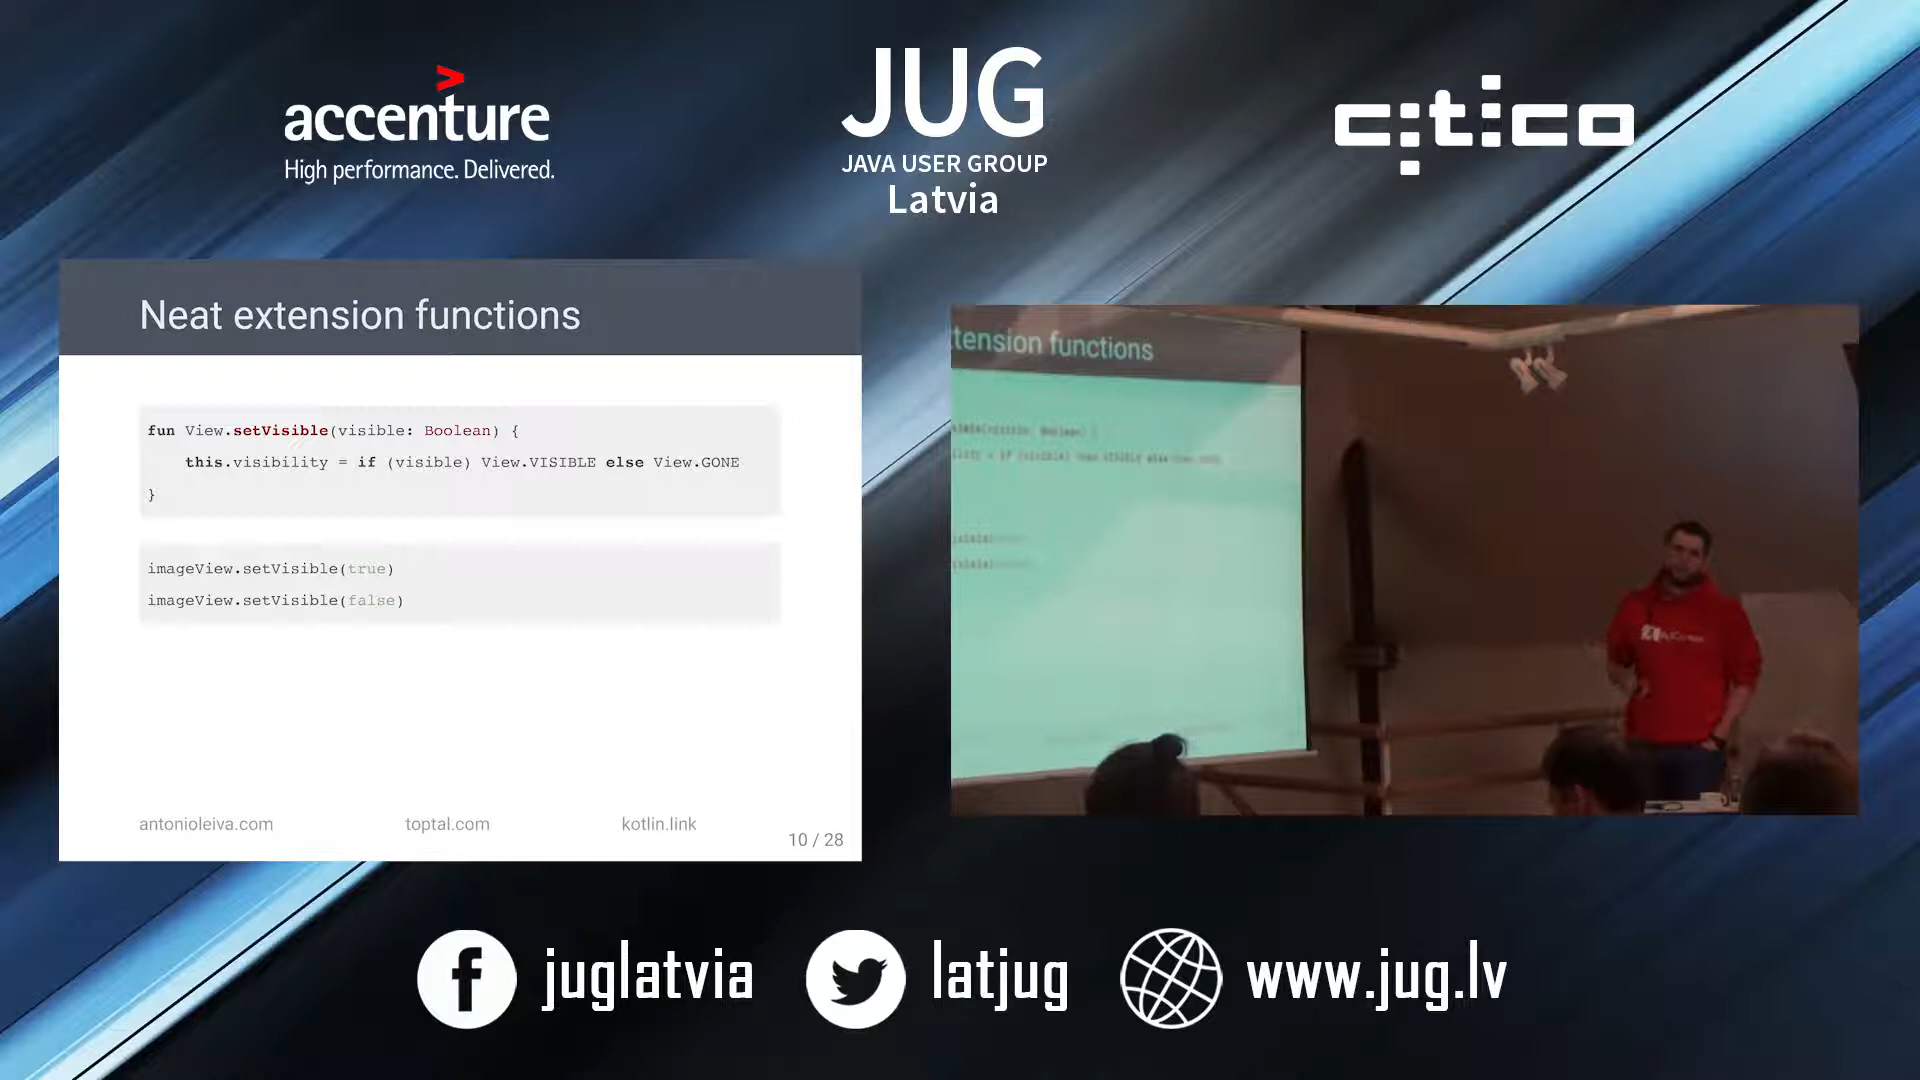 >
accenture
High performance. Delivered.
JUG
JAVA USER GROUP
Latvia
c:t:co
Neat extension functions
fun View.setVisible(visible: Boolean) {
    this.visibility = if (visible) View.VISIBLE else View.GONE
}
imageView.setVisible(true)
imageView.setVisible(false)
antonioleiva.com
toptal.com
kotlin.link
10 / 28
tension functions
juglatvia
latjug
www.jug.lv